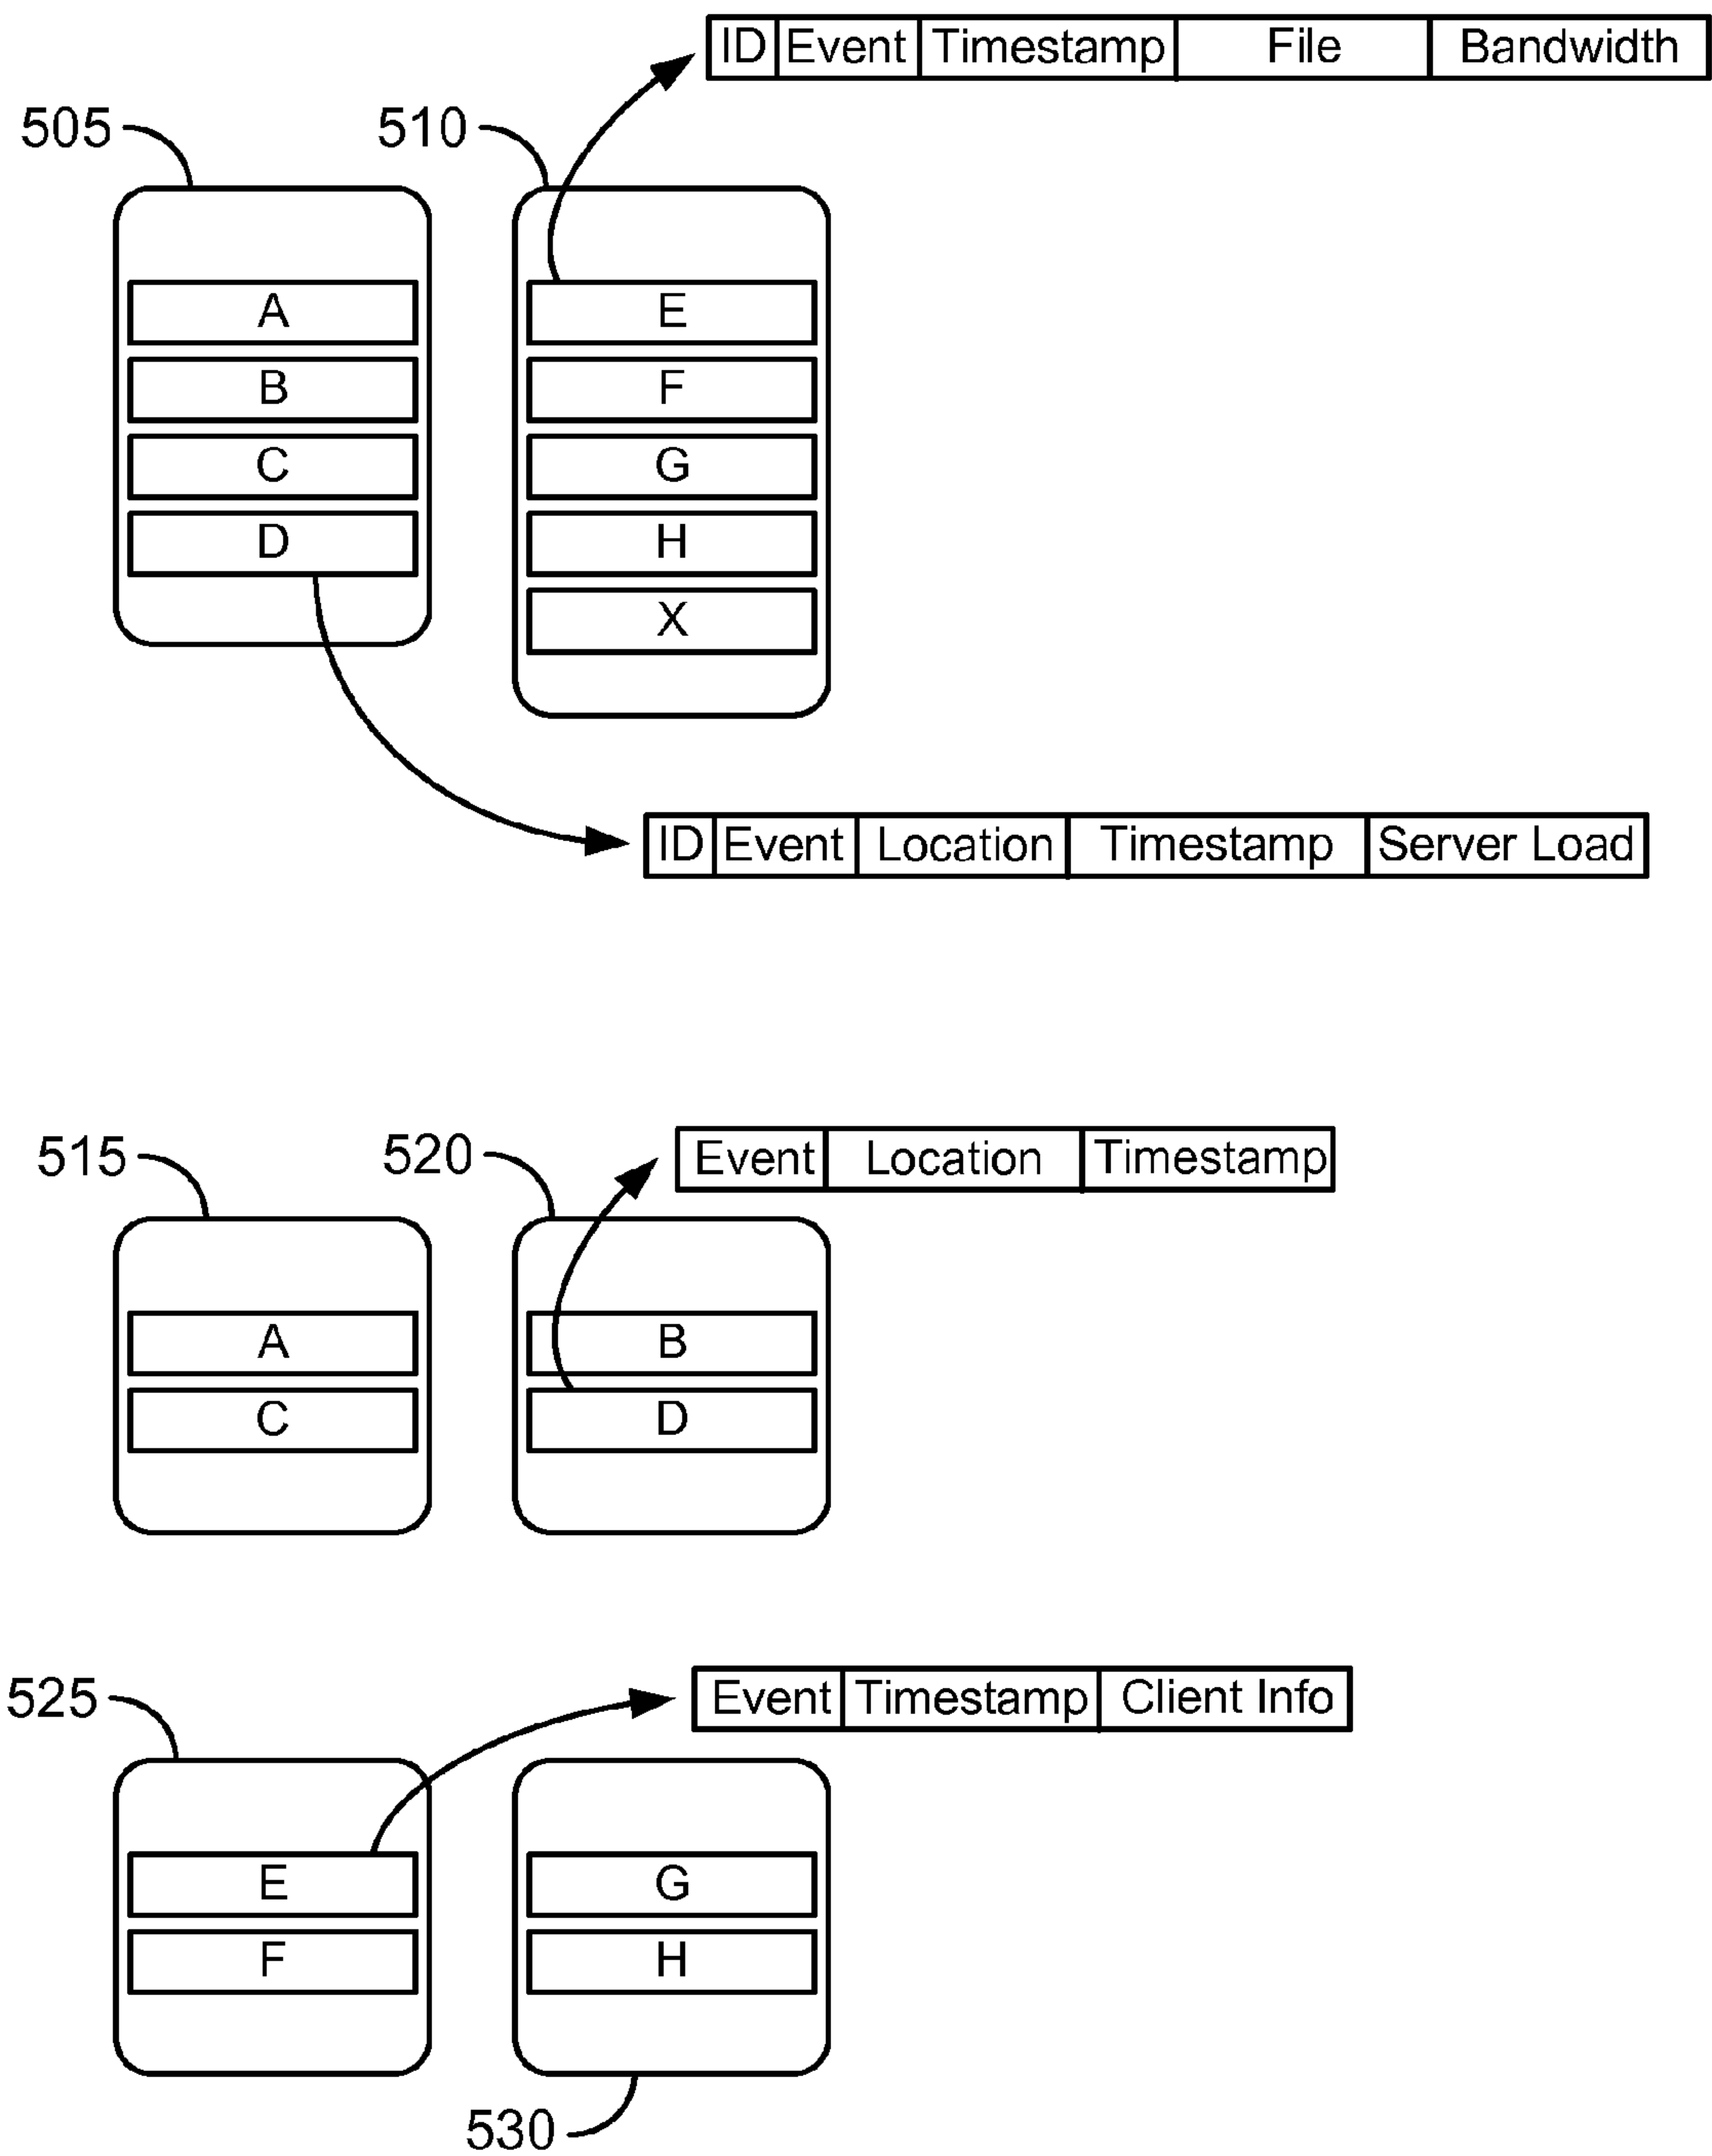 ID Event Timestamp File Bandwidth
505 510
A E
B F
C G
D H
X
ID Event Location Timestamp Server Load
515 520 Event Location Timestamp
A B
C D
525 Event Timestamp Client Info
E G
F H
530